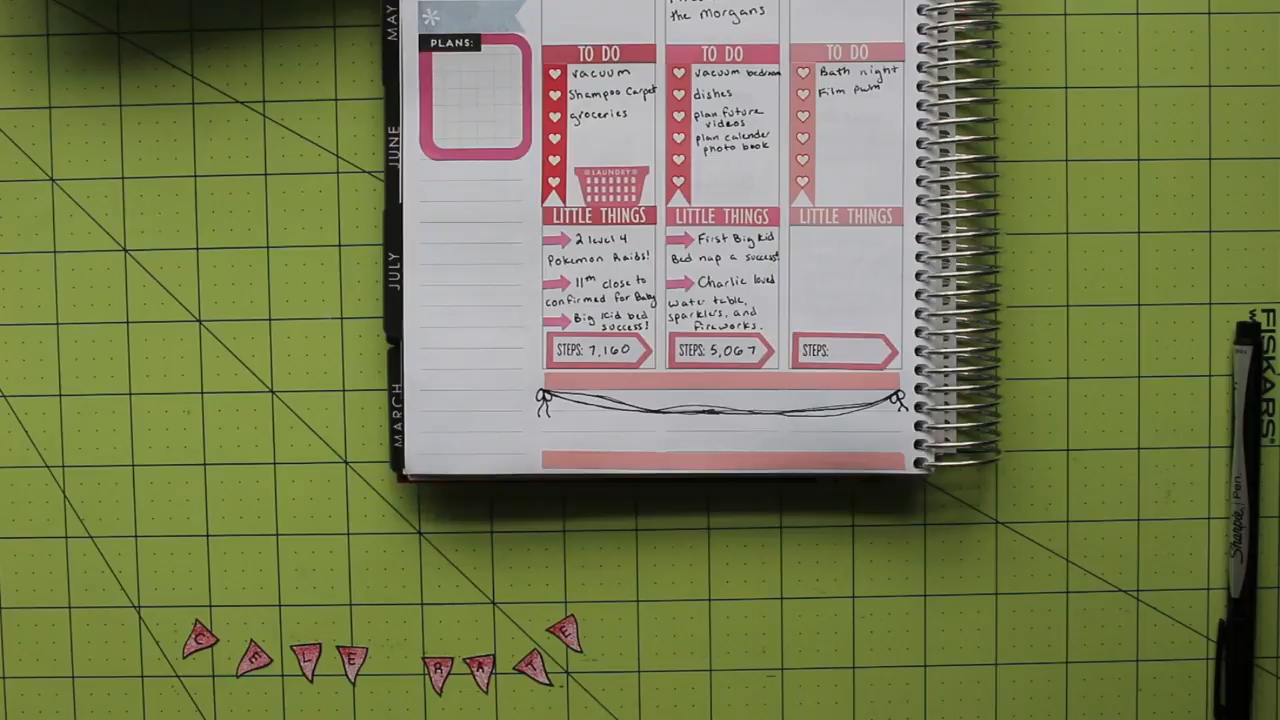 MAY
JUNE
JULY
MARCH
PLANS:
the Morgans
TO DO
vacuum
Shampoo Carpet
groceries
LAUNDRY
LITTLE THINGS
2 level 4
Pokemon Raids!
11th close to
confirmed for Baby
Big Kid bed
success!
STEPS: 7,160
TO DO
vacuum bedroom
dishes
plan future
videos
plan calender
photo book
LITTLE THINGS
First Big Kid
Bed nap a success!
Charlie loved
water table,
sparklers, and
fireworks.
STEPS: 5,067
TO DO
Bath night
Film PWM
LITTLE THINGS
STEPS:
FISKARS
Sharpie Pen
C E L E R A T E